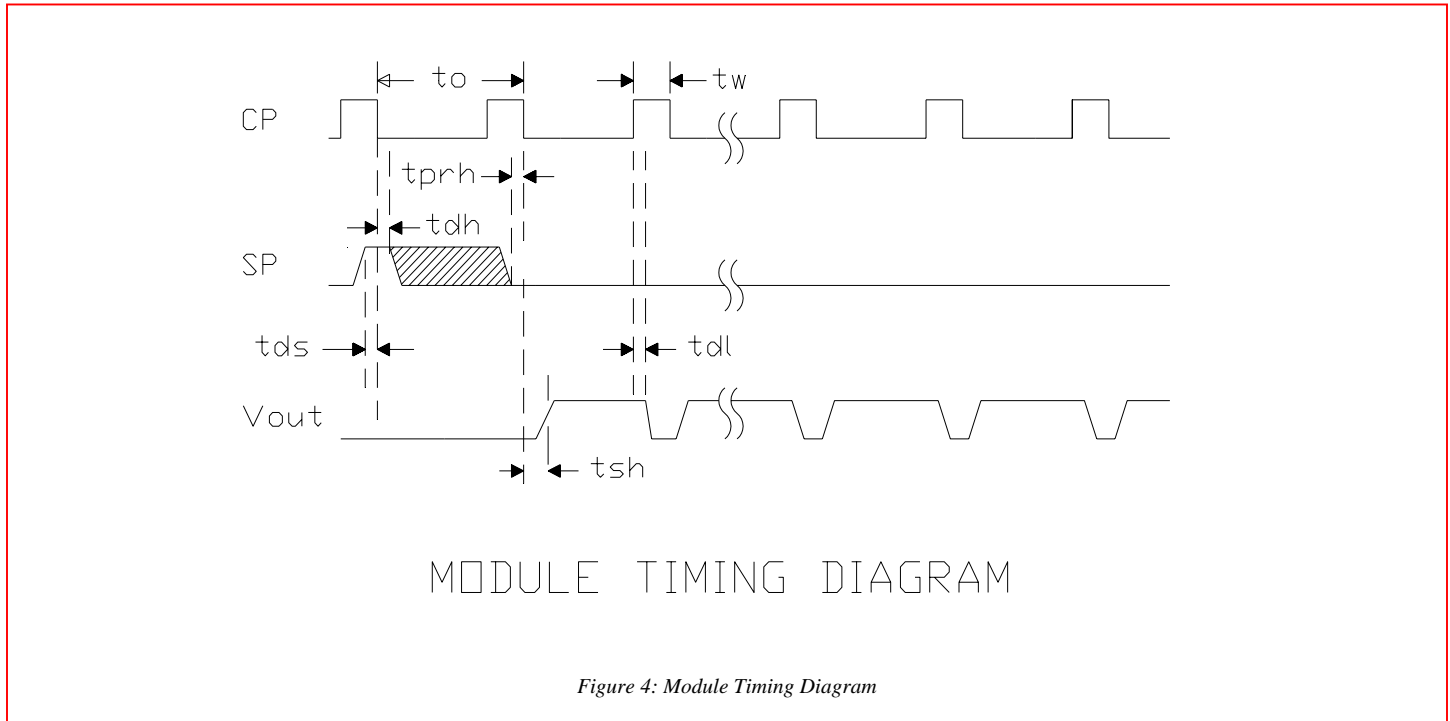 to
tw
CP
tprh
tdh
SP
tds
tdl
Vout
tsh
MODULE TIMING DIAGRAM
Figure 4: Module Timing Diagram